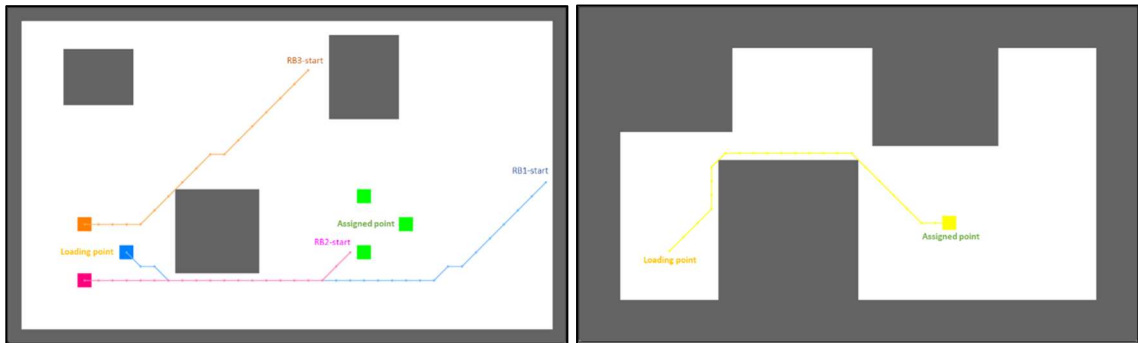 RB3-start
RB1-start
Assigned point
RB2-start
Loading point
Assigned point
Loading point